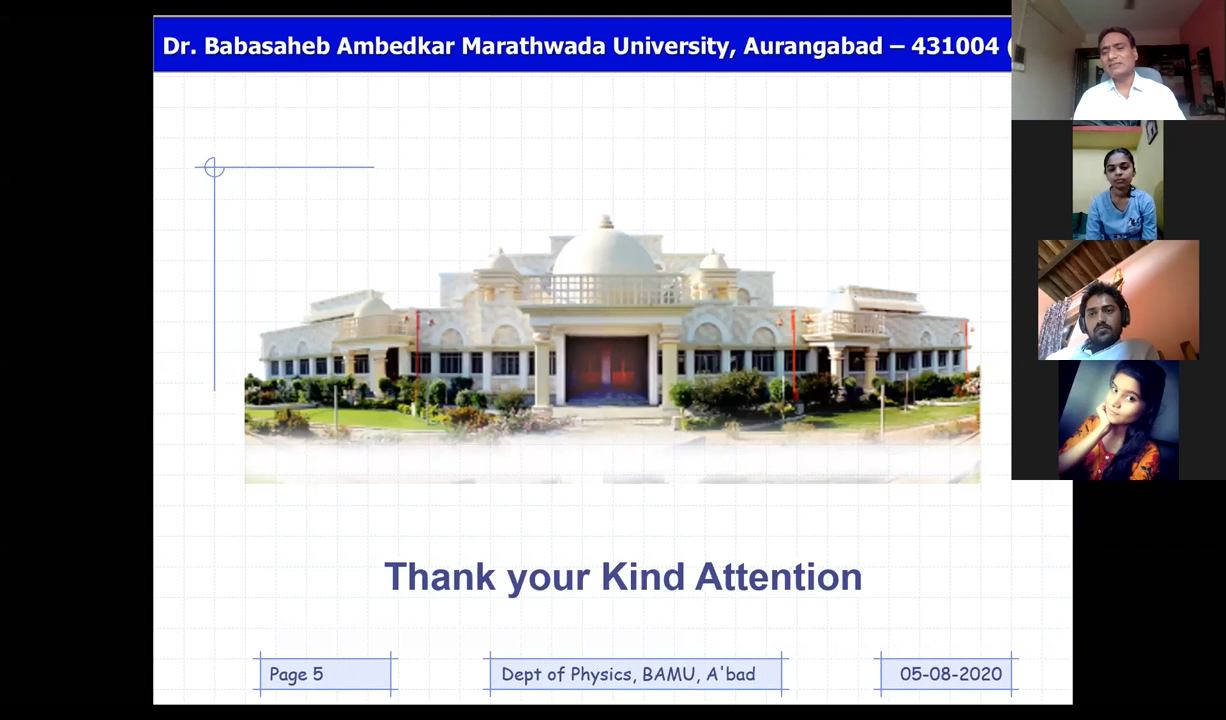 Dr. Babasaheb Ambedkar Marathwada University, Aurangabad – 431004 (
Thank your Kind Attention
Page 5
Dept of Physics, BAMU, A'bad
05-08-2020